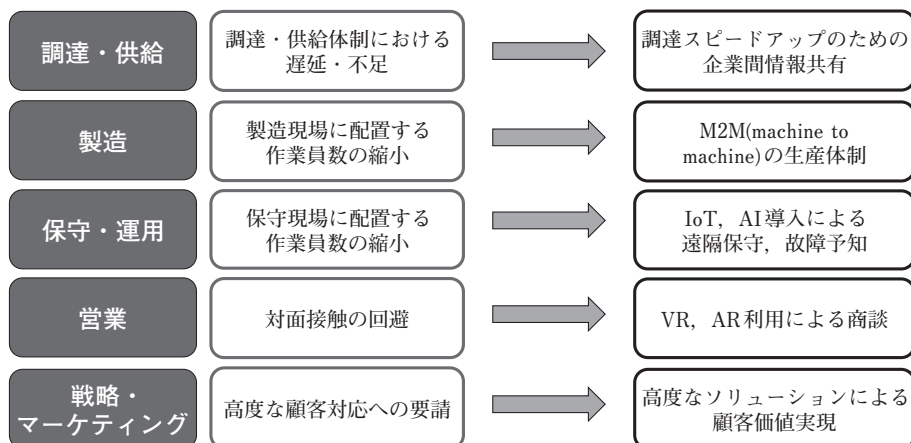 調達・供給
調達・供給体制における
遅延・不足
調達スピードアップのための
企業間情報共有
製造
製造現場に配置する
作業員数の縮小
M2M(machine to
machine)の生産体制
保守・運用
保守現場に配置する
作業員数の縮小
IoT，AI導入による
遠隔保守，故障予知
営業
対面接触の回避
VR，AR利用による商談
戦略・
マーケティング
高度な顧客対応への要請
高度なソリューションによる
顧客価値実現